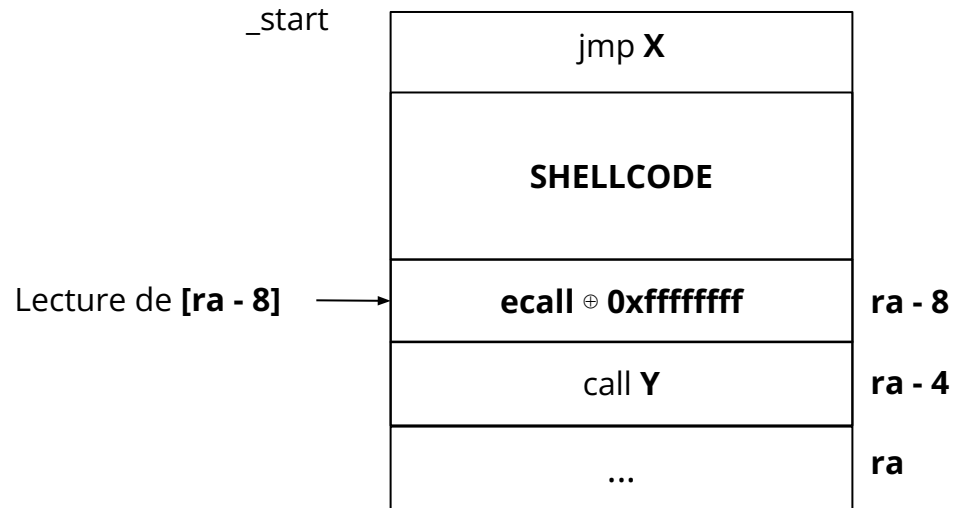 _start
jmp X
SHELLCODE
Lecture de [ra - 8]
ecall ⊕ 0xffffffff
ra - 8
call Y
ra - 4
...
ra